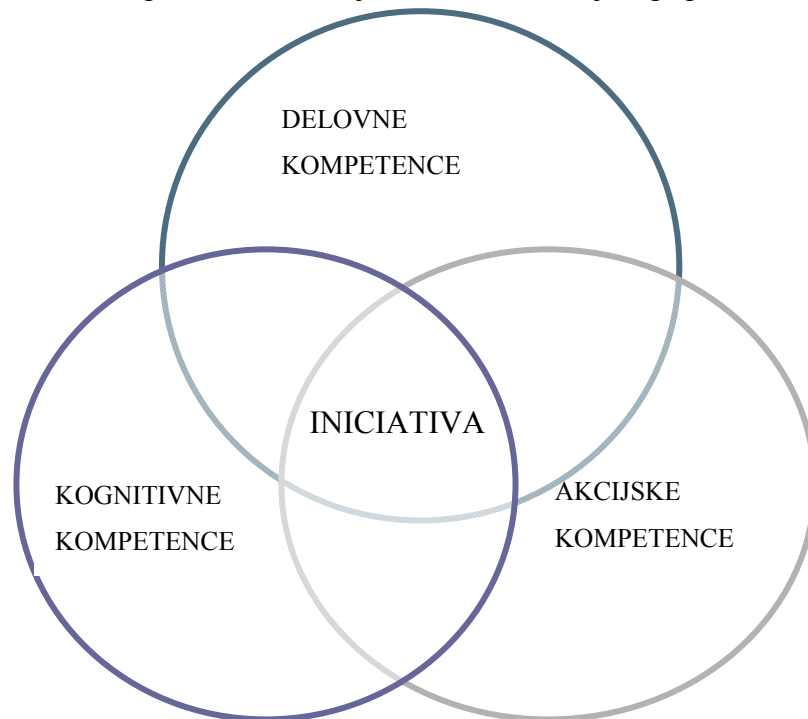 DELOVNE
KOMPETENCE
INICIATIVA
KOGNITIVNE
KOMPETENCE
AKCIJSKE
KOMPETENCE